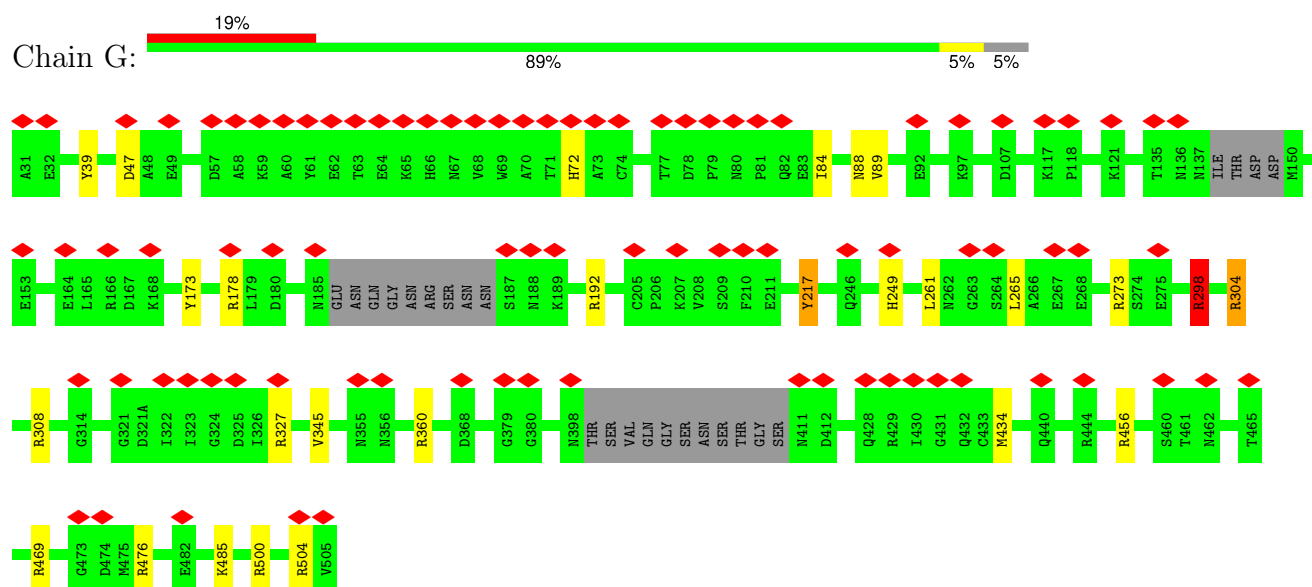 19%
Chain G:
89% 5% 5%
A31 E32 Y39 D47 A48 E49 D57 A58 K59 A60 Y61 E62 T63 E64 K65 H66 N67 V68 W69 A70 T71 H72 A73 C74 T77 D78 P79 N80 P81 Q82 E83 I84 N88 V89 E92 K97 D107 K117 P118 K121 T135 N136 N137 ILE THR ASP ASP M150
E153 E164 L165 R166 D167 K168 Y173 R178 L179 D180 N185 GLU ASN GLN GLY ASN ARG SER ASN ASN S187 N188 K189 R192 C205 P206 K207 V208 S209 F210 E211 Y217 Q246 H249 L261 N262 G263 S264 L265 A266 E267 E268 R273 S274 E275 R298 R304
R308 G314 G321 D321A I322 I323 G324 D325 I326 R327 V345 N355 N356 R360 D368 G379 G380 N398 THR SER VAL GLN GLY SER ASN SER THR GLY SER N411 D412 Q428 R429 I430 G431 Q432 C433 M434 Q440 R444 R456 S460 T461 N462 T465
R469 G473 D474 M475 R476 E482 K485 R500 R504 V505